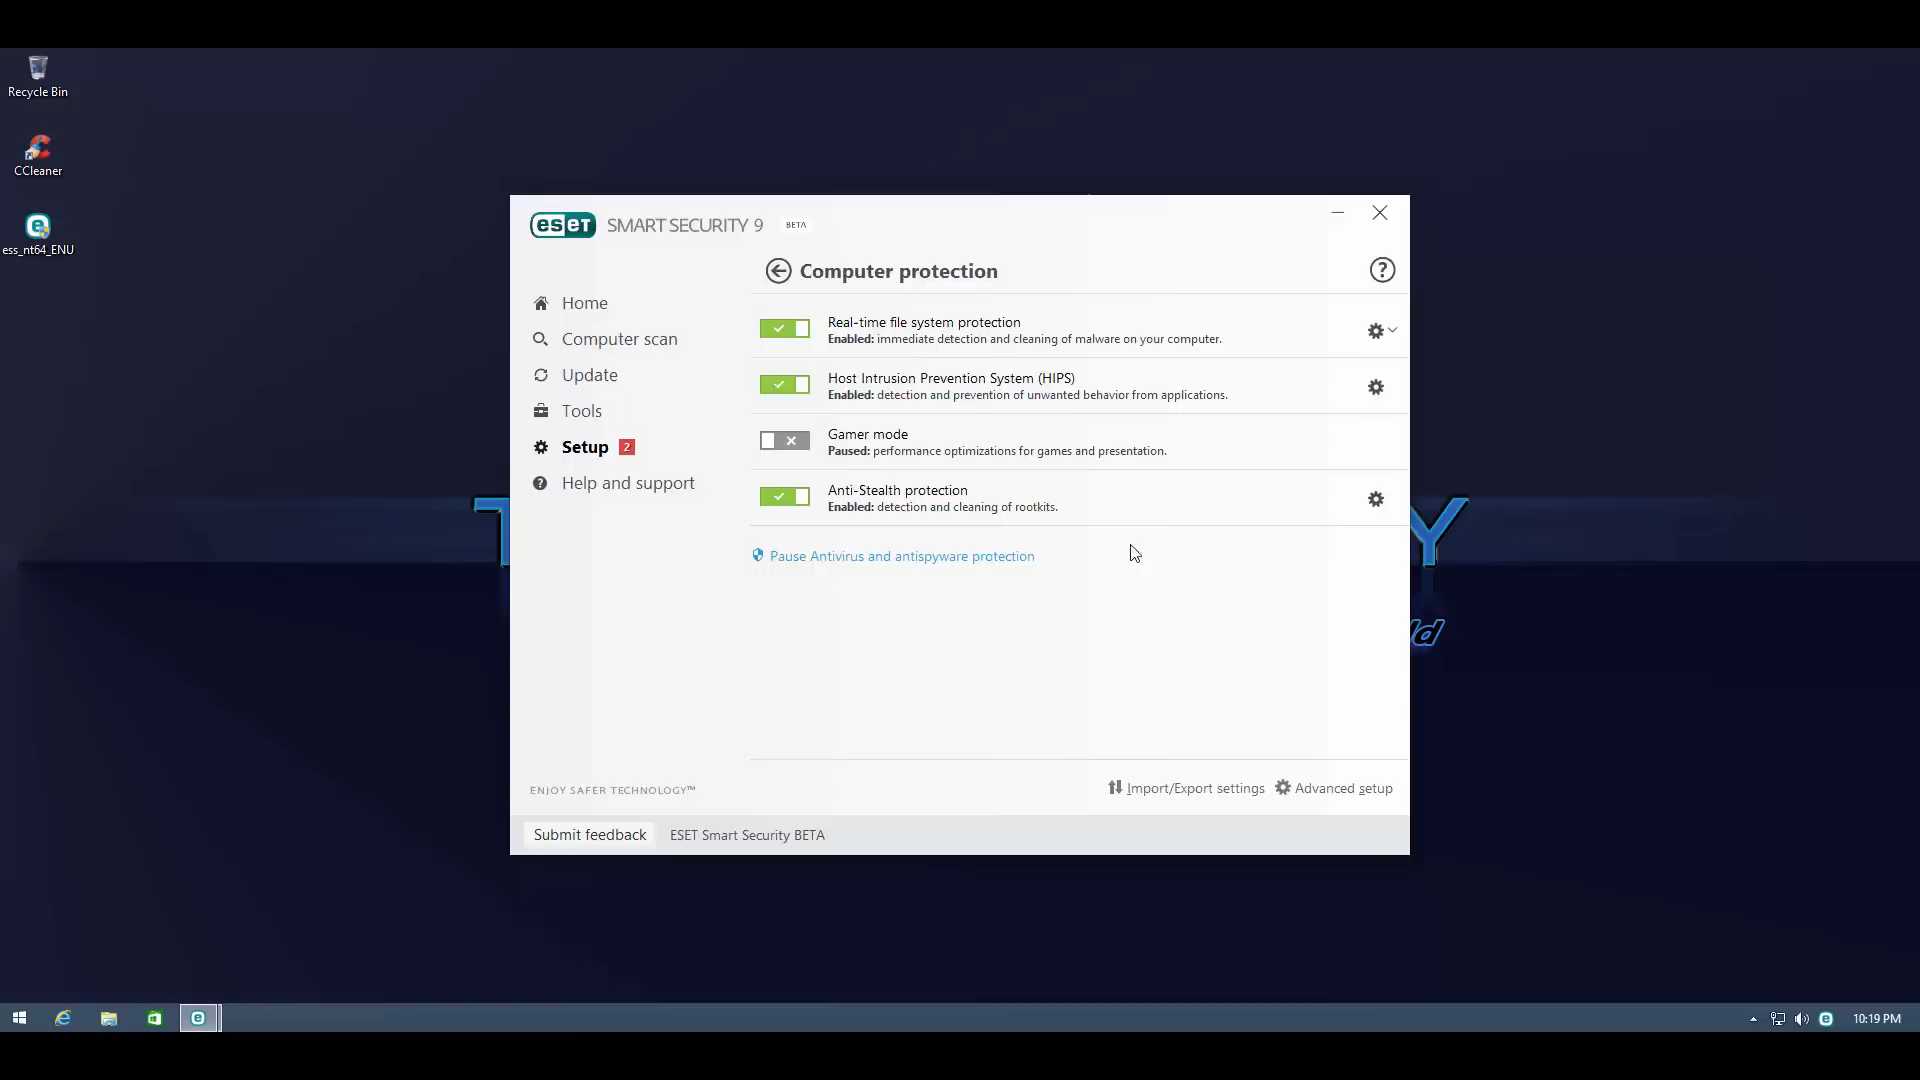 Recycle Bin
CCleaner
ess_nt64_ENU
eset SMART SECURITY 9 BETA
Computer protection
Home
Computer scan
Update
Tools
Setup 2
Help and support
Real-time file system protection
Enabled: immediate detection and cleaning of malware on your computer.
Host Intrusion Prevention System (HIPS)
Enabled: detection and prevention of unwanted behavior from applications.
Gamer mode
Paused: performance optimizations for games and presentation.
Anti-Stealth protection
Enabled: detection and cleaning of rootkits.
Pause Antivirus and antispyware protection
ENJOY SAFER TECHNOLOGY™
Import/Export settings
Advanced setup
Submit feedback
ESET Smart Security BETA
10:19 PM